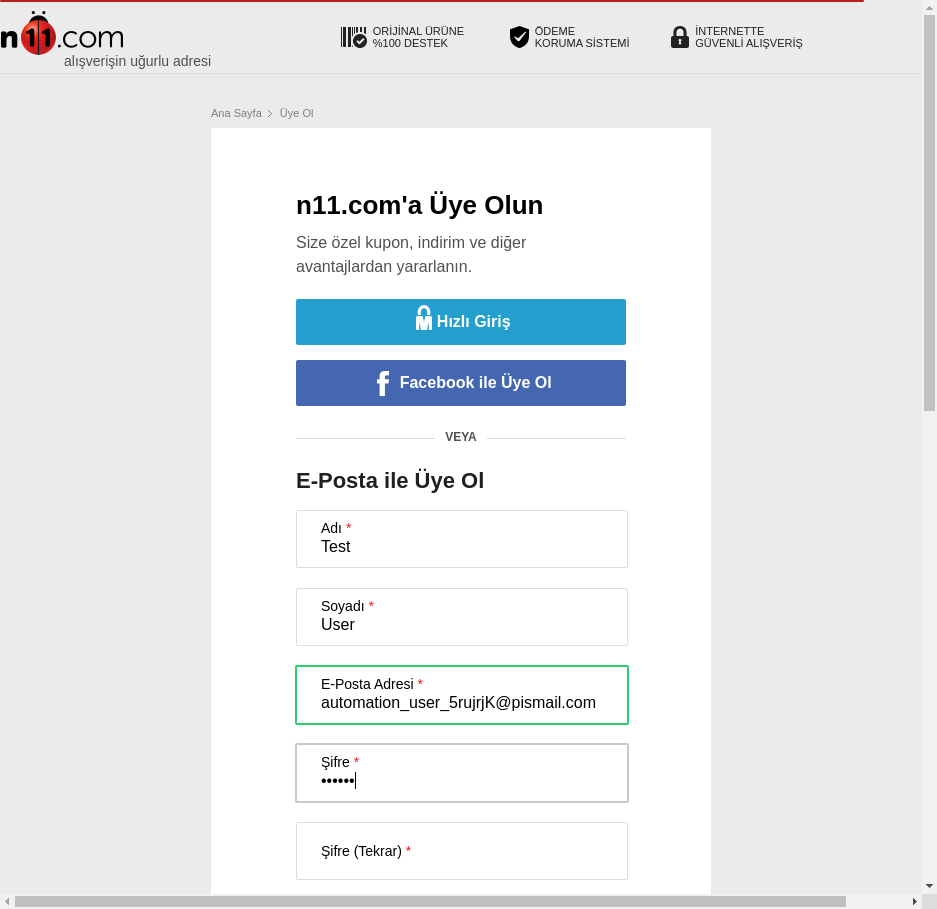 n11.com
alışverişin uğurlu adresi
ORİJİNAL ÜRÜNE
%100 DESTEK
ÖDEME
KORUMA SİSTEMİ
İNTERNETTE
GÜVENLİ ALIŞVERİŞ
Ana Sayfa > Üye Ol
n11.com'a Üye Olun
Size özel kupon, indirim ve diğer
avantajlardan yararlanın.
Hızlı Giriş
Facebook ile Üye Ol
VEYA
E-Posta ile Üye Ol
Adı *
Test
Soyadı *
User
E-Posta Adresi *
automation_user_5rujrjK@pismail.com
Şifre *
••••••
Şifre (Tekrar) *